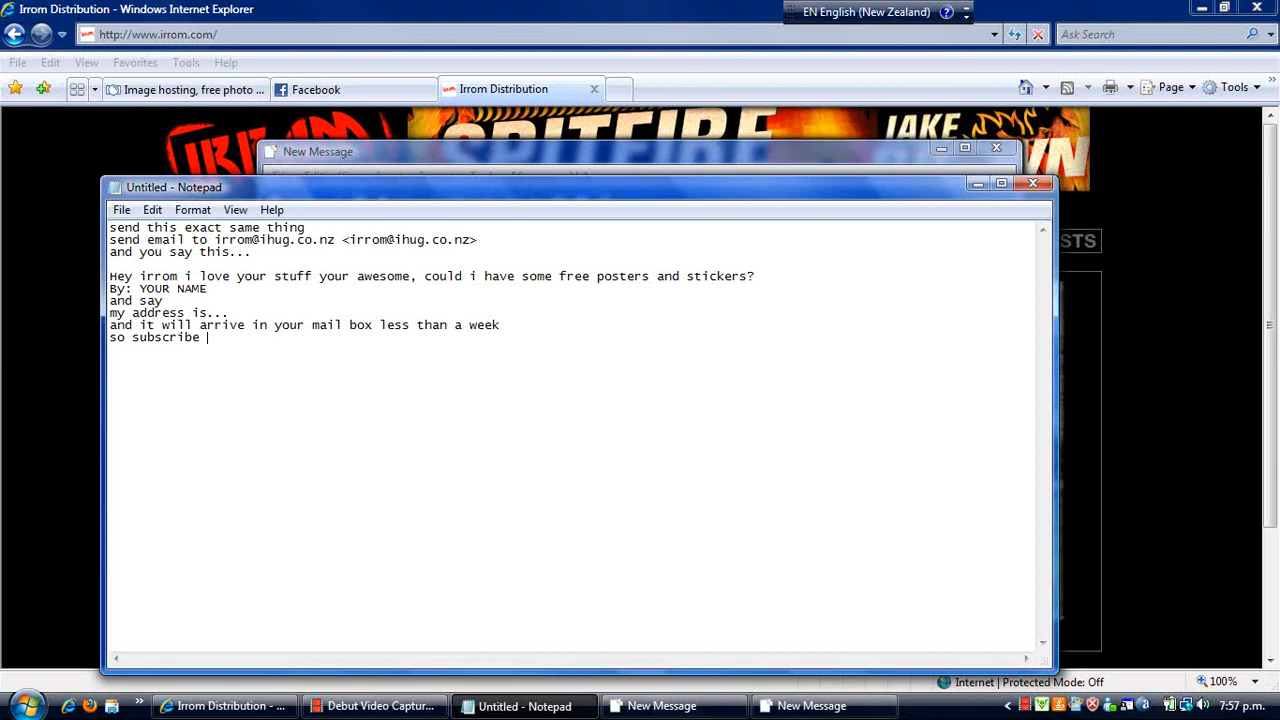 Irrom Distribution - Windows Internet Explorer
EN English (New Zealand)
http://www.irrom.com/
Ask Search
File Edit View Favorites Tools Help
Image hosting, free photo ...
Facebook
Irrom Distribution
Page
Tools
SPITFIRE
JAKE
New Message
Untitled - Notepad
File Edit Format View Help
send this exact same thing
send email to irrom@ihug.co.nz <irrom@ihug.co.nz>
and you say this...
Hey irrom i love your stuff your awesome, could i have some free posters and stickers?
By: YOUR NAME
and say
my address is...
and it will arrive in your mail box less than a week
so subscribe
Internet | Protected Mode: Off
100%
Irrom Distribution - ...
Debut Video Captur...
Untitled - Notepad
New Message
New Message
7:57 p.m.